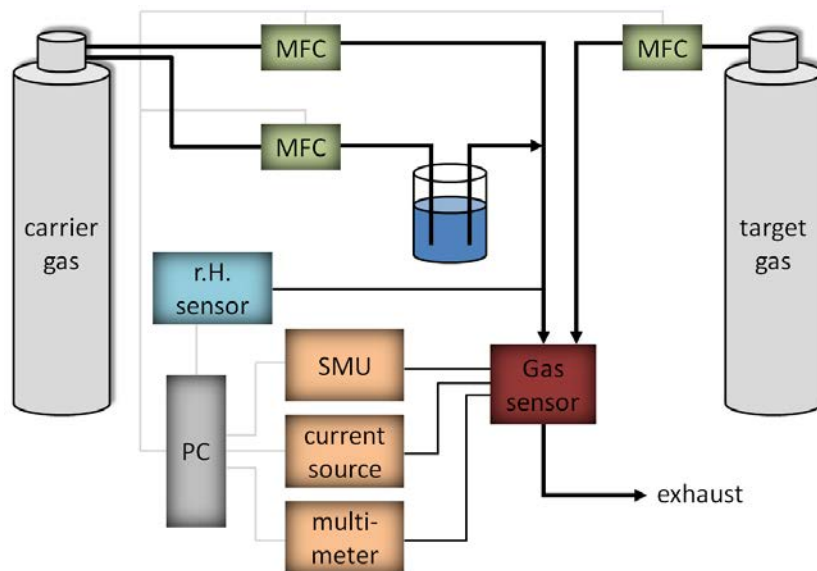 MFC
MFC
MFC
carrier
gas
target
gas
r.H.
sensor
SMU
Gas
sensor
PC
current
source
exhaust
multi-
meter